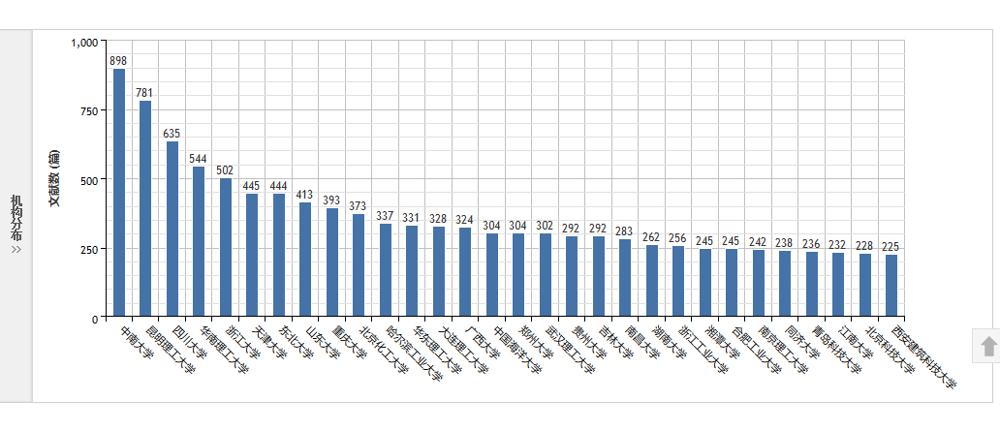 机构分布
>>
文献数 (篇)
1,000
750
500
250
0
898
781
635
544
502
445
444
413
393
373
337
331
328
324
304
304
302
292
292
283
262
256
245
245
242
238
236
232
228
225
中南大学
昆明理工大学
四川大学
华南理工大学
浙江大学
天津大学
东北大学
山东大学
重庆大学
北京化工大学
哈尔滨工业大学
华东理工大学
大连理工大学
广西大学
中国海洋大学
郑州大学
武汉理工大学
贵州大学
吉林大学
南昌大学
湖南大学
浙江工业大学
湘潭大学
合肥工业大学
南京理工大学
同济大学
青岛科技大学
江南大学
北京科技大学
西安建筑科技大学